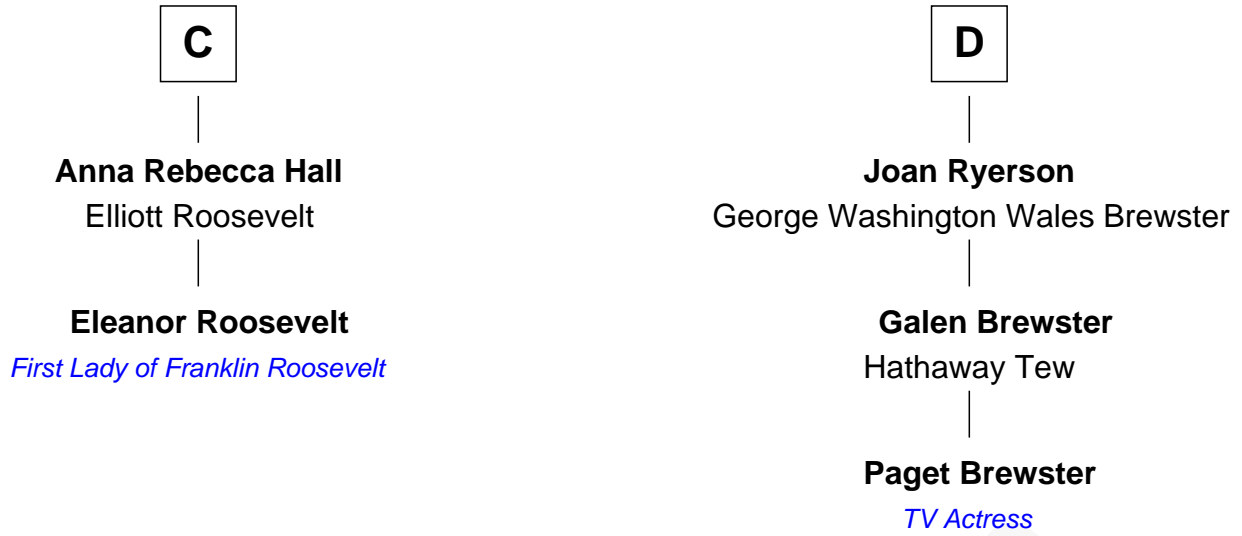 C
Anna Rebecca Hall
Elliott Roosevelt
Eleanor Roosevelt
First Lady of Franklin Roosevelt
D
Joan Ryerson
George Washington Wales Brewster
Galen Brewster
Hathaway Tew
Paget Brewster
TV Actress